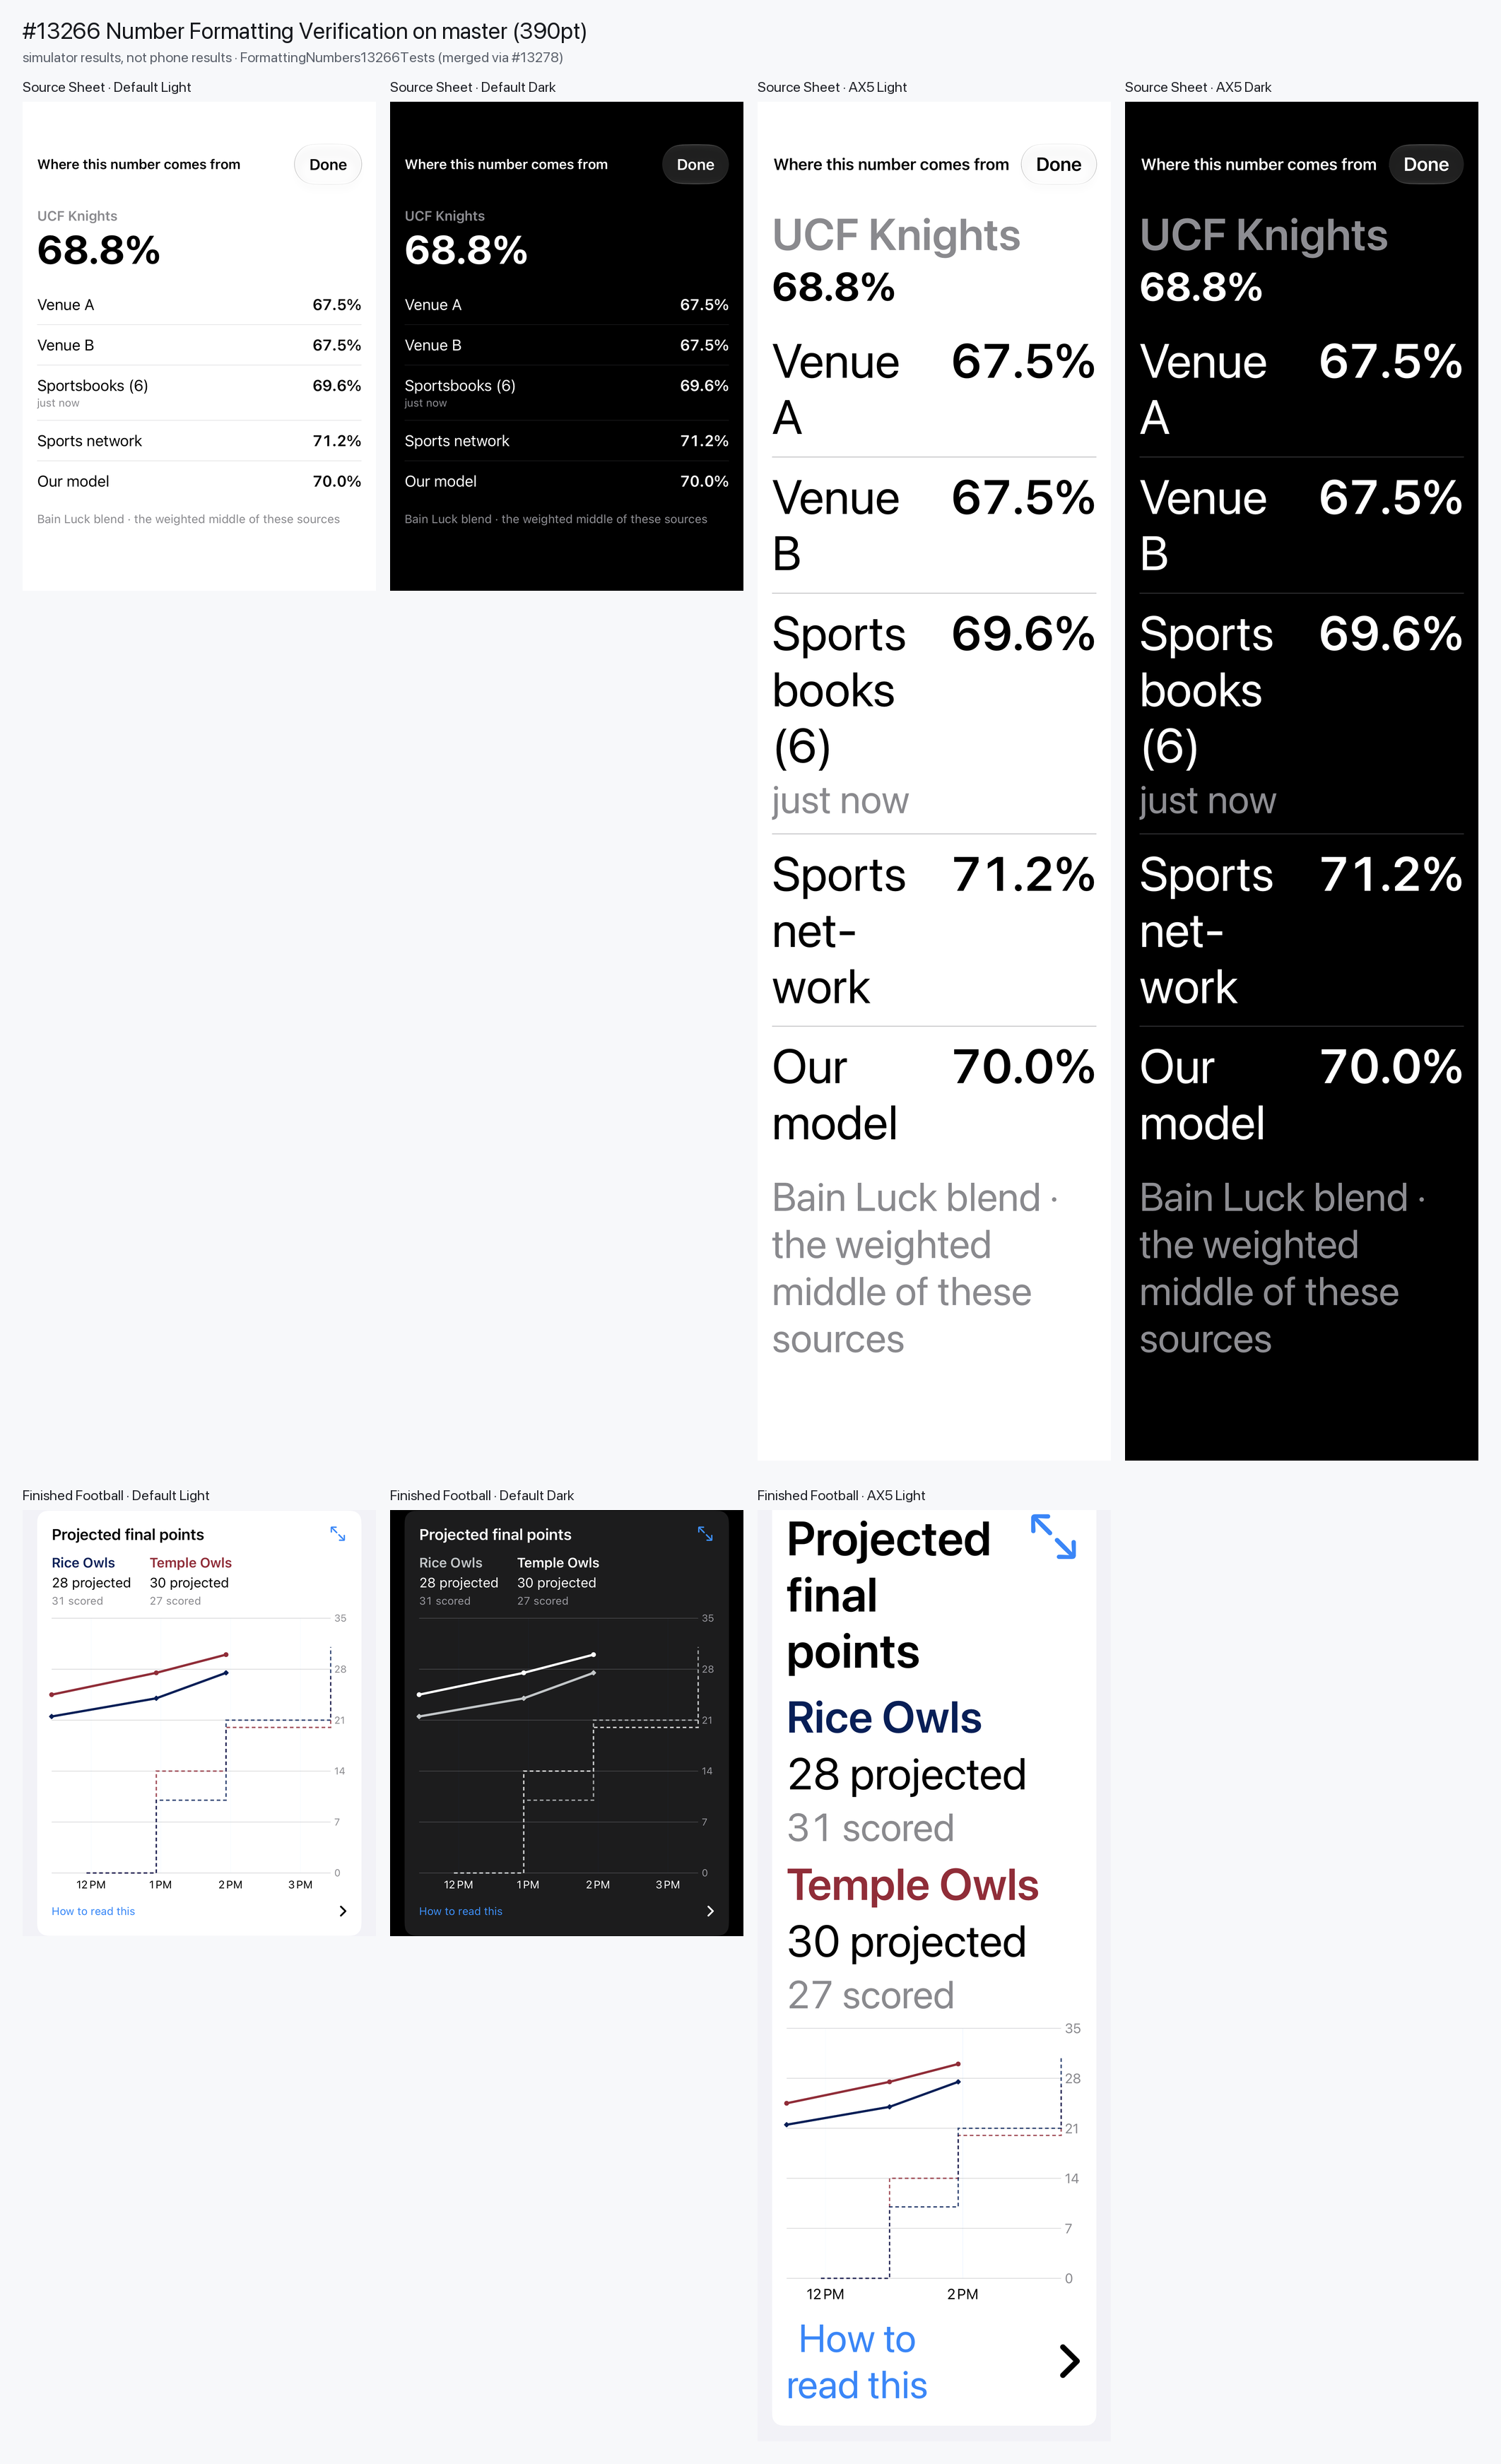 #13266 Number Formatting Verification on master (390pt)
simulator results, not phone results · FormattingNumbers13266Tests (merged via #13278)
Source Sheet · Default Light
Where this number comes from
Done
UCF Knights
68.8%
Venue A 67.5%
Venue B 67.5%
Sportsbooks (6) 69.6%
just now
Sports network 71.2%
Our model 70.0%
Bain Luck blend · the weighted middle of these sources
Source Sheet · Default Dark
Where this number comes from
Done
UCF Knights
68.8%
Venue A 67.5%
Venue B 67.5%
Sportsbooks (6) 69.6%
just now
Sports network 71.2%
Our model 70.0%
Bain Luck blend · the weighted middle of these sources
Source Sheet · AX5 Light
Where this number comes from
Done
UCF Knights
68.8%
Venue 67.5%
A
Venue 67.5%
B
Sports 69.6%
books
(6)
just now
Sports 71.2%
net-
work
Our 70.0%
model
Bain Luck blend ·
the weighted
middle of these
sources
Source Sheet · AX5 Dark
Where this number comes from
Done
UCF Knights
68.8%
Venue 67.5%
A
Venue 67.5%
B
Sports 69.6%
books
(6)
just now
Sports 71.2%
net-
work
Our 70.0%
model
Bain Luck blend ·
the weighted
middle of these
sources
Finished Football · Default Light
Projected final points
Rice Owls Temple Owls
28 projected 30 projected
31 scored 27 scored
35
28
21
14
7
0
12 PM 1 PM 2 PM 3 PM
How to read this
Finished Football · Default Dark
Projected final points
Rice Owls Temple Owls
28 projected 30 projected
31 scored 27 scored
35
28
21
14
7
0
12 PM 1 PM 2 PM 3 PM
How to read this
Finished Football · AX5 Light
Projected
final
points
Rice Owls
28 projected
31 scored
Temple Owls
30 projected
27 scored
35
28
21
14
7
0
12 PM 2 PM
How to
read this